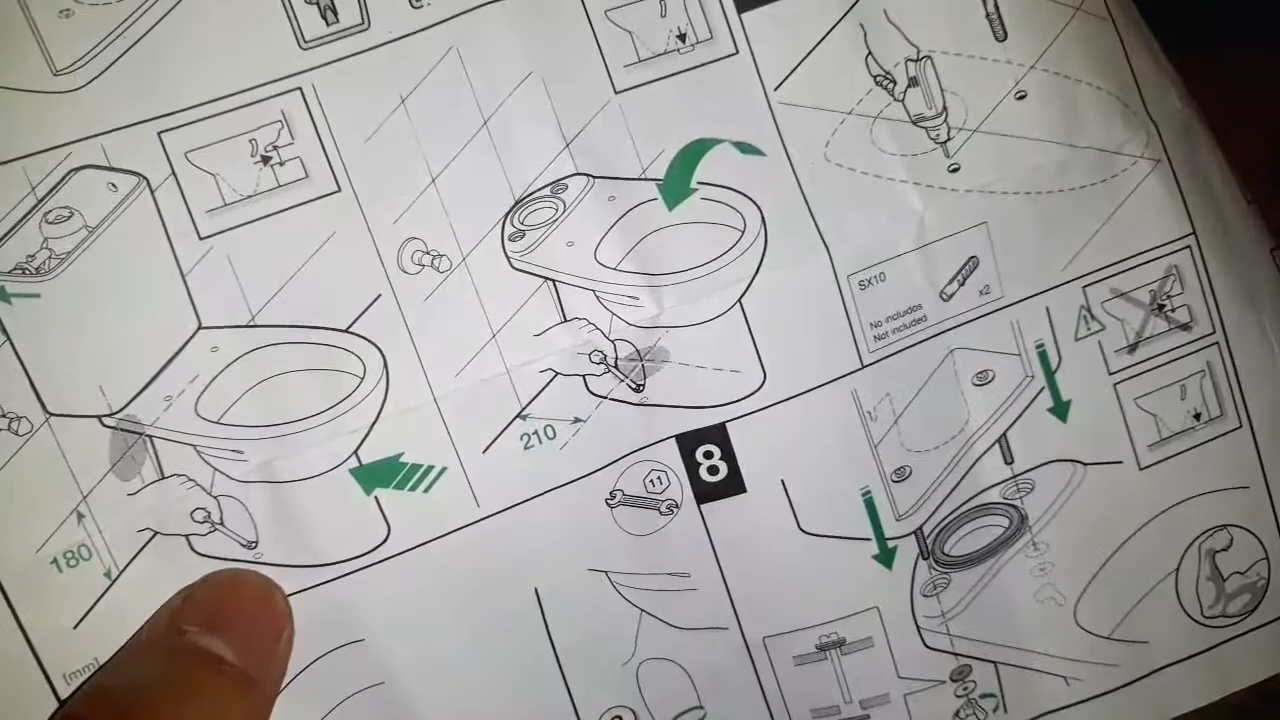 SX10
x2
No incluidos
Not included
210
180
[mm]
8
11